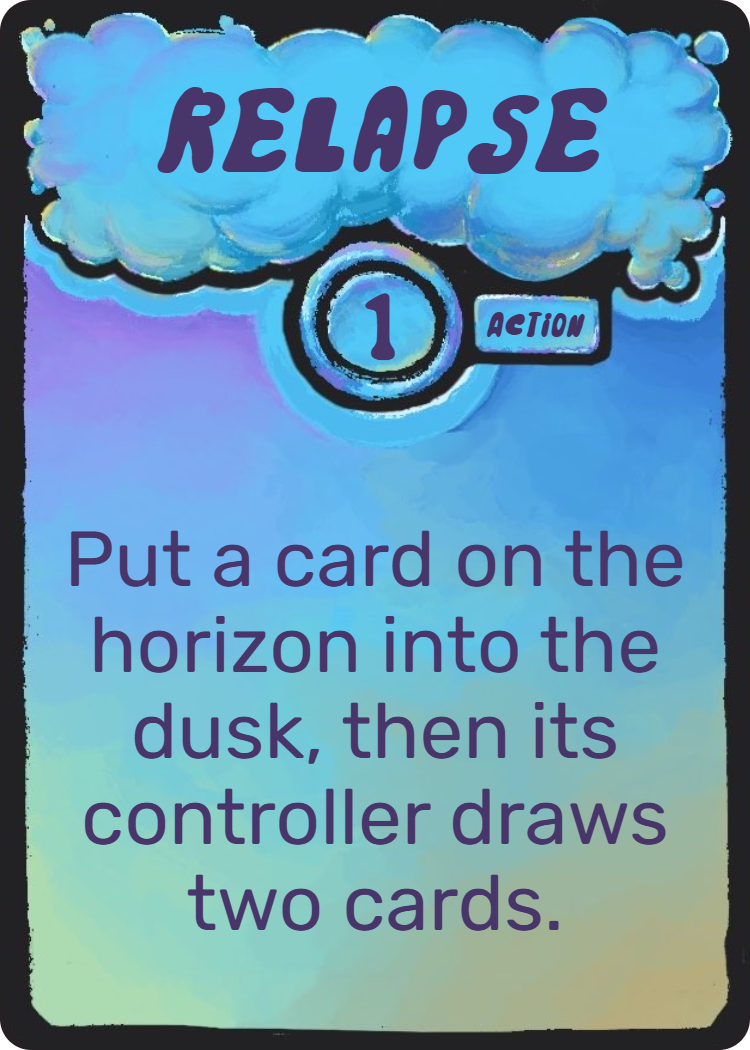 RELAPSE
1
ACTION
Put a card on the
horizon into the
dusk, then its
controller draws
two cards.